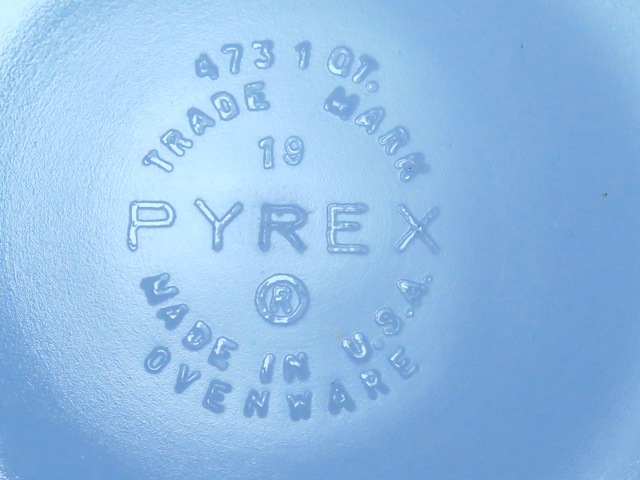 473 1 QT.
TRADE MARK
19
PYREX
®
MADE IN U.S.A.
OVENWARE